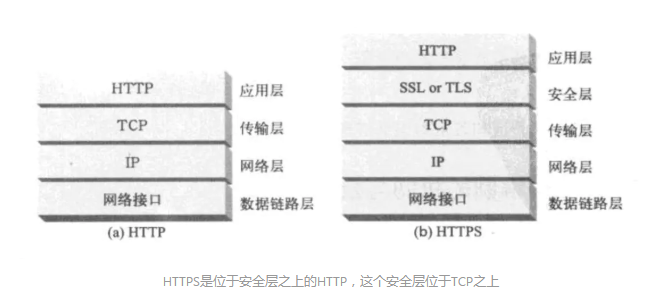 HTTP 应用层
TCP 传输层
IP 网络层
网络接口 数据链路层
(a) HTTP
HTTP 应用层
SSL or TLS 安全层
TCP 传输层
IP 网络层
网络接口 数据链路层
(b) HTTPS
HTTPS是位于安全层之上的HTTP，这个安全层位于TCP之上